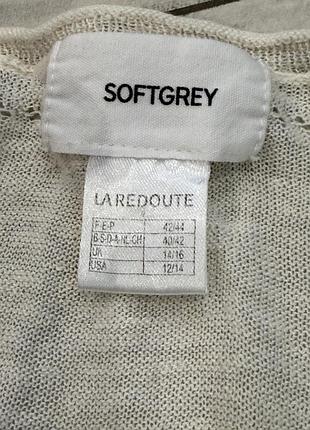 SOFTGREY
LA REDOUTE
F-E-P 42/44
B-S-D-A-NL-CH 40/42
UK 14/16
USA 12/14